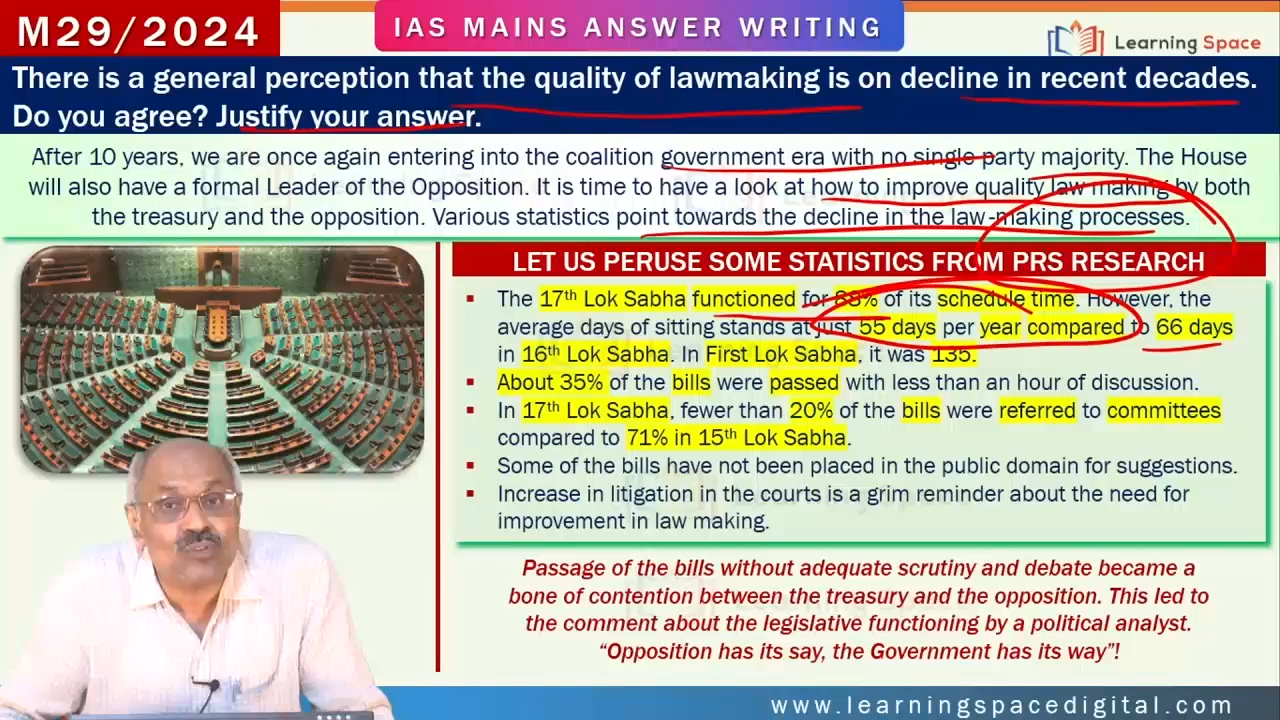 M29/2024
IAS MAINS ANSWER WRITING
Learning Space
There is a general perception that the quality of lawmaking is on decline in recent decades.
Do you agree? Justify your answer.
After 10 years, we are once again entering into the coalition government era with no single party majority. The House
will also have a formal Leader of the Opposition. It is time to have a look at how to improve quality law making by both
the treasury and the opposition. Various statistics point towards the decline in the law-making processes.
LET US PERUSE SOME STATISTICS FROM PRS RESEARCH
▪ The 17th Lok Sabha functioned for 88% of its schedule time. However, the
average days of sitting stands at just 55 days per year compared to 66 days
in 16th Lok Sabha. In First Lok Sabha, it was 135.
▪ About 35% of the bills were passed with less than an hour of discussion.
▪ In 17th Lok Sabha, fewer than 20% of the bills were referred to committees
compared to 71% in 15th Lok Sabha.
▪ Some of the bills have not been placed in the public domain for suggestions.
▪ Increase in litigation in the courts is a grim reminder about the need for
improvement in law making.
Passage of the bills without adequate scrutiny and debate became a
bone of contention between the treasury and the opposition. This led to
the comment about the legislative functioning by a political analyst.
“Opposition has its say, the Government has its way”!
www.learningspacedigital.com